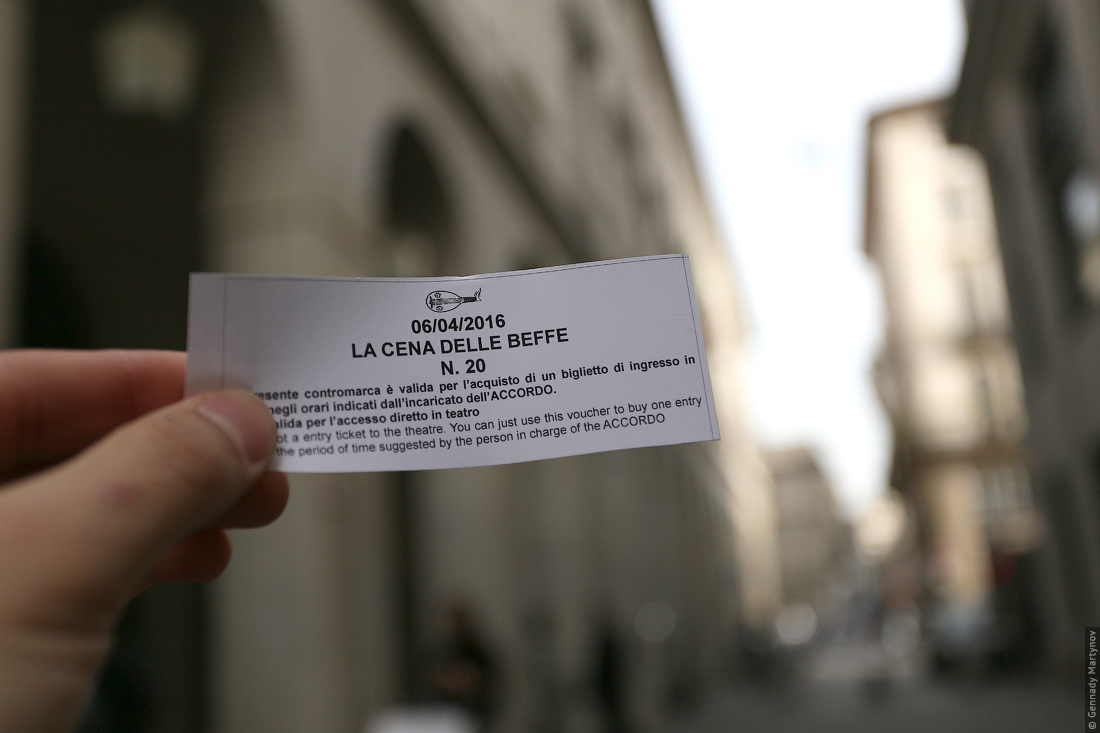 06/04/2016
LA CENA DELLE BEFFE
N. 20
esente contromarca è valida per l'acquisto di un biglietto di ingresso in
negli orari indicati dall'incaricato dell'ACCORDO.
alida per l'accesso diretto in teatro
ot a entry ticket to the theatre. You can just use this voucher to buy one entry
the period of time suggested by the person in charge of the ACCORDO
© Gennady Martynov